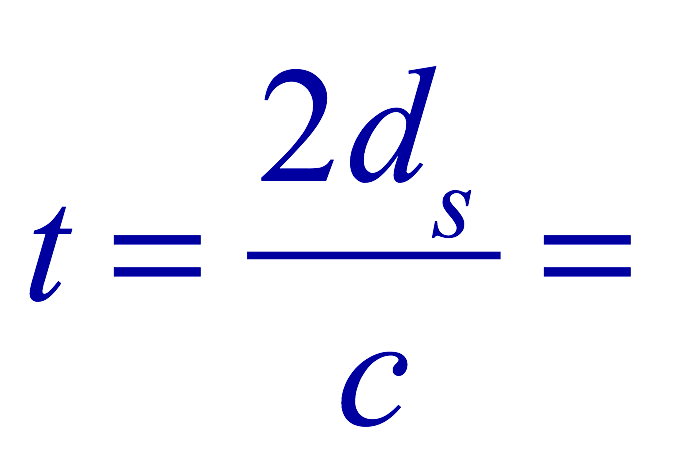 t = 2d_s / c =